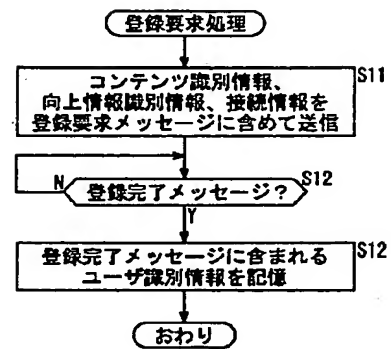 登録要求処理
S11
コンテンツ識別情報、
向上情報識別情報、接続情報を
登録要求メッセージに含めて送信
N
登録完了メッセージ?
S12
Y
S12
登録完了メッセージに含まれる
ユーザ識別情報を記憶
おわり